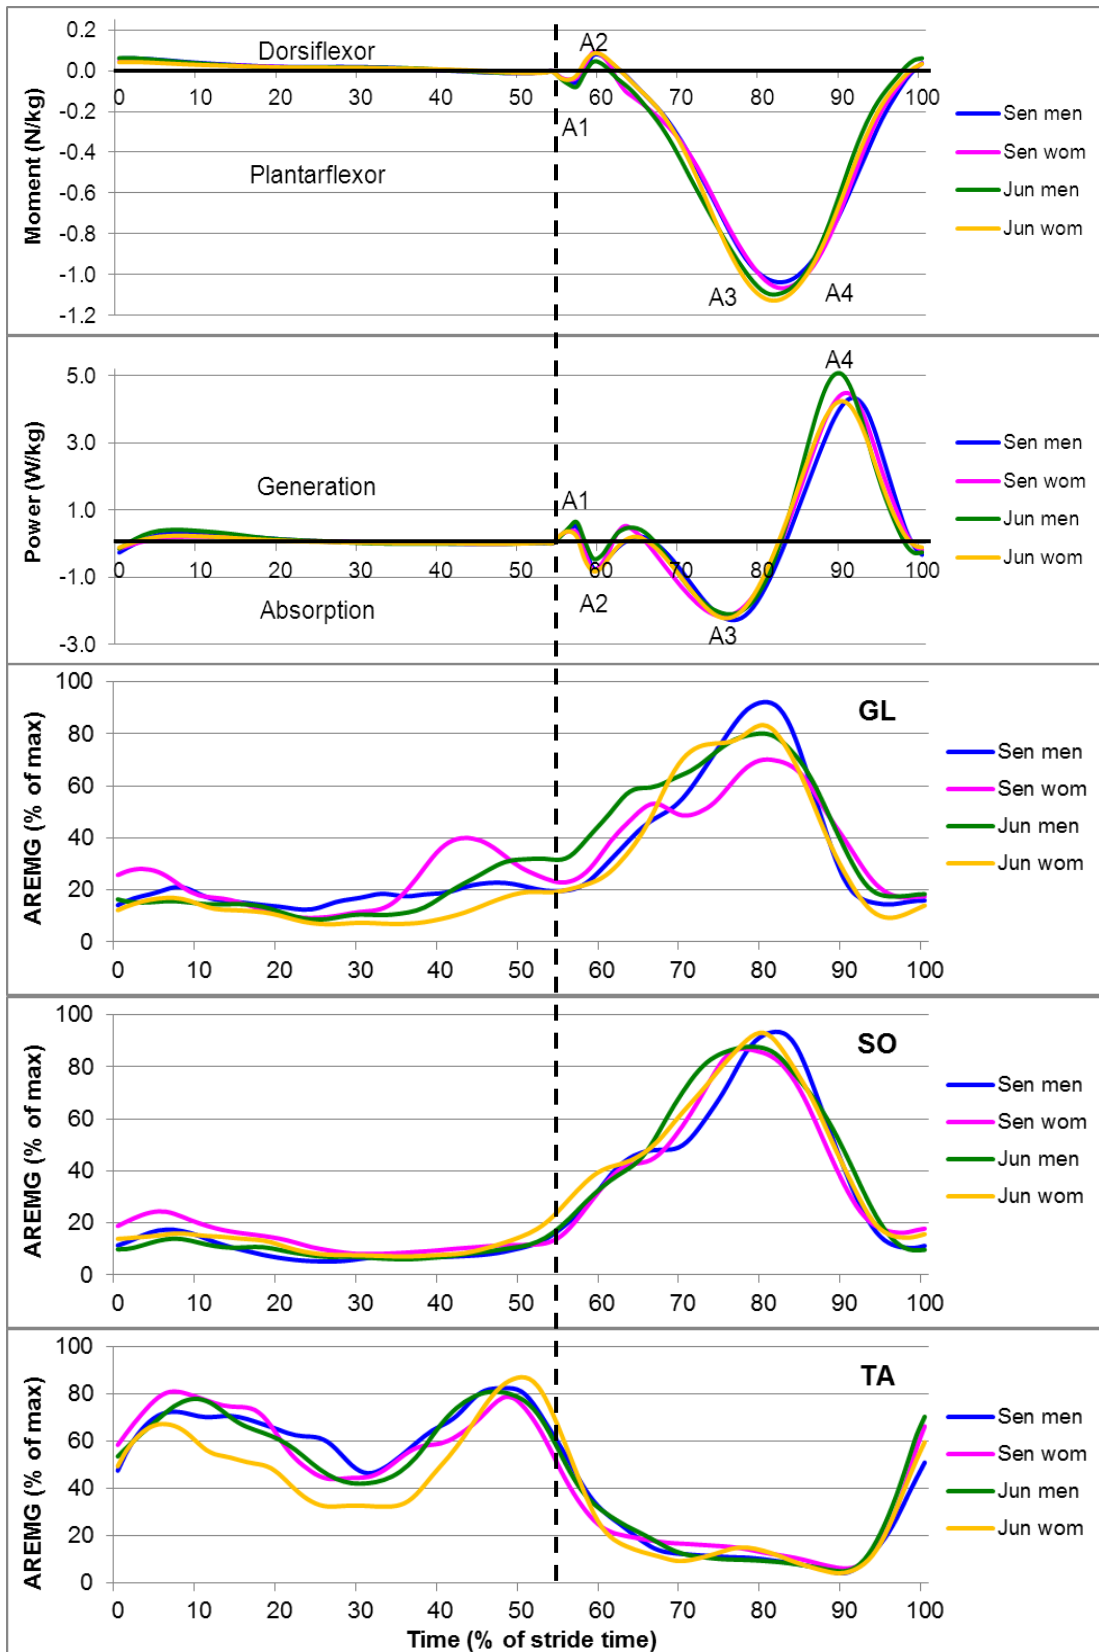 0.2
0.0
-0.2
-0.4
-0.6
-0.8
-1.0
-1.2
Moment (N/kg)
Dorsiflexor
Plantarflexor
A2
A1
A3
A4
0 10 20 30 40 50 60 70 80 90 100
Sen men
Sen wom
Jun men
Jun wom
5.0
3.0
1.0
-1.0
-3.0
Power (W/kg)
Generation
Absorption
A1
A2
A3
A4
0 10 20 30 40 50 60 70 80 90 100
Sen men
Sen wom
Jun men
Jun wom
100
80
60
40
20
0
AREMG (% of max)
GL
0 10 20 30 40 50 60 70 80 90 100
Sen men
Sen wom
Jun men
Jun wom
100
80
60
40
20
0
AREMG (% of max)
SO
0 10 20 30 40 50 60 70 80 90 100
Sen men
Sen wom
Jun men
Jun wom
100
80
60
40
20
0
AREMG (% of max)
TA
0 10 20 30 40 50 60 70 80 90 100
Sen men
Sen wom
Jun men
Jun wom
Time (% of stride time)